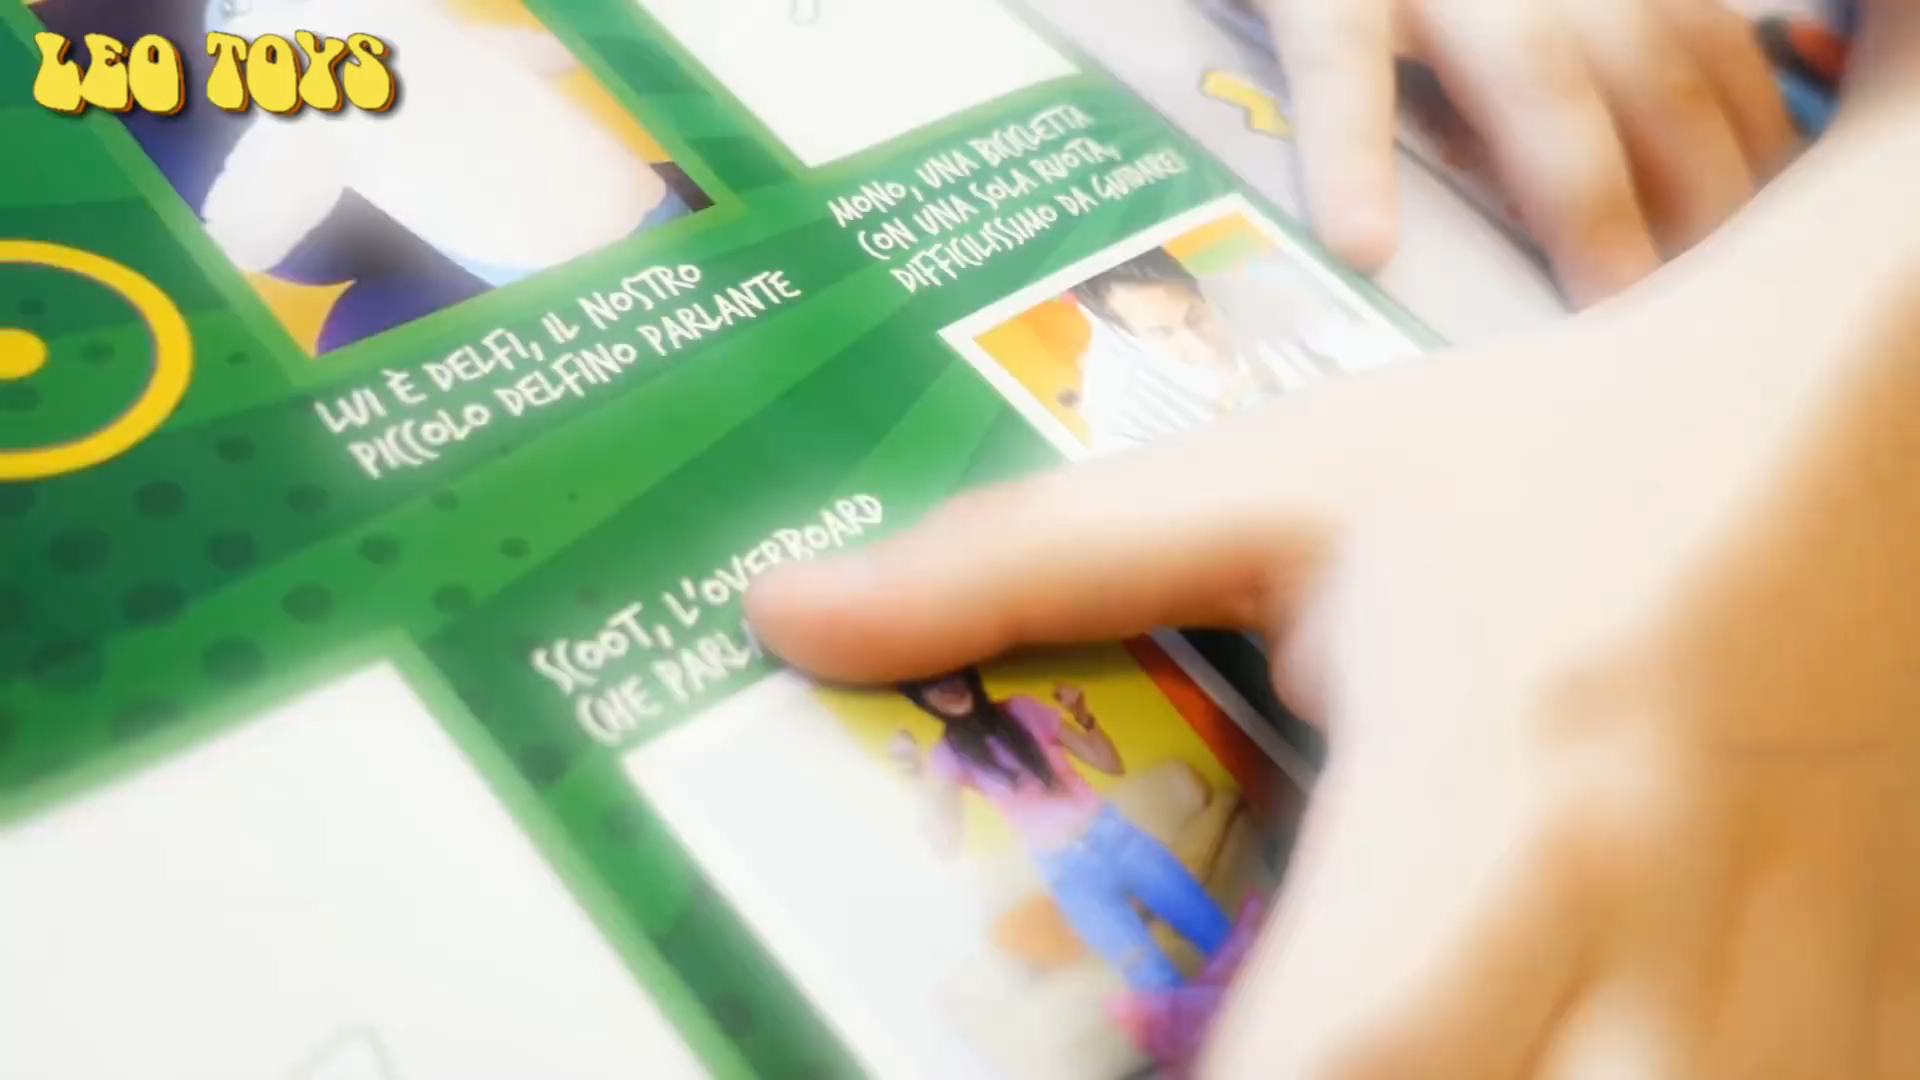 LEO TOYS
MONO, UNA BICICLETTA
CON UNA SOLA RUOTA,
DIFFICILISSIMO DA GUIDARE!
LUI È DELFI, IL NOSTRO
PICCOLO DELFINO PARLANTE
SCOOT, L'OVERBOARD
CHE